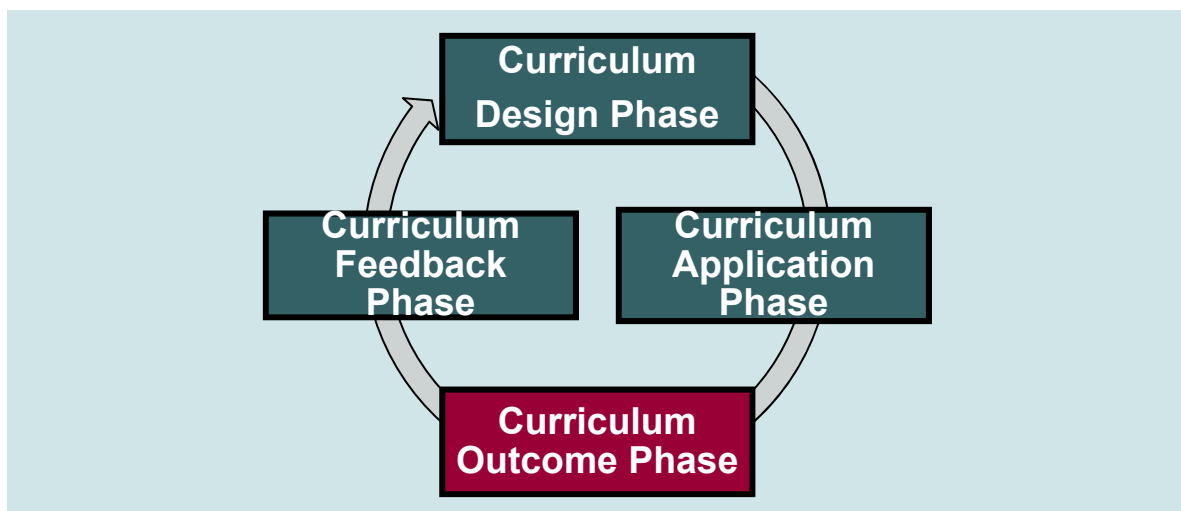 Curriculum
Design Phase
Curriculum
Feedback
Phase
Curriculum
Application
Phase
Curriculum
Outcome Phase